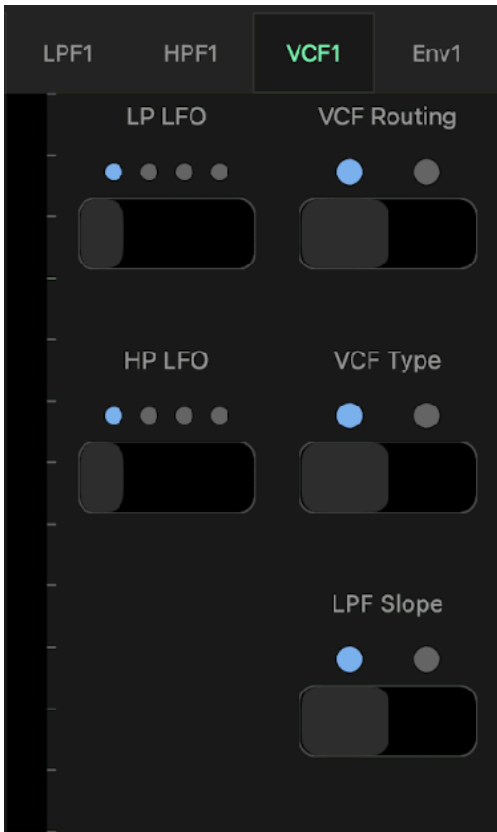 LPF1 HPF1 VCF1 Env1
LP LFO VCF Routing
HP LFO VCF Type
LPF Slope